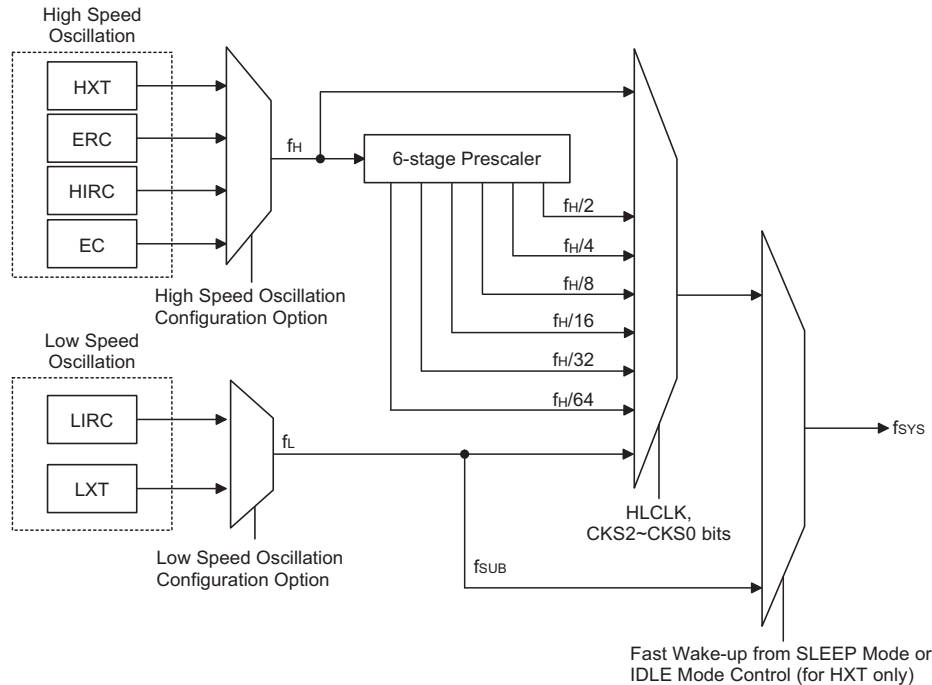 High Speed
Oscillation
HXT
ERC
HIRC
EC
High Speed Oscillation
Configuration Option
fH
6-stage Prescaler
fH/2
fH/4
fH/8
fH/16
fH/32
fH/64
Low Speed
Oscillation
LIRC
LXT
Low Speed Oscillation
Configuration Option
fL
fSUB
HLCLK,
CKS2~CKS0 bits
fSYS
Fast Wake-up from SLEEP Mode or
IDLE Mode Control (for HXT only)